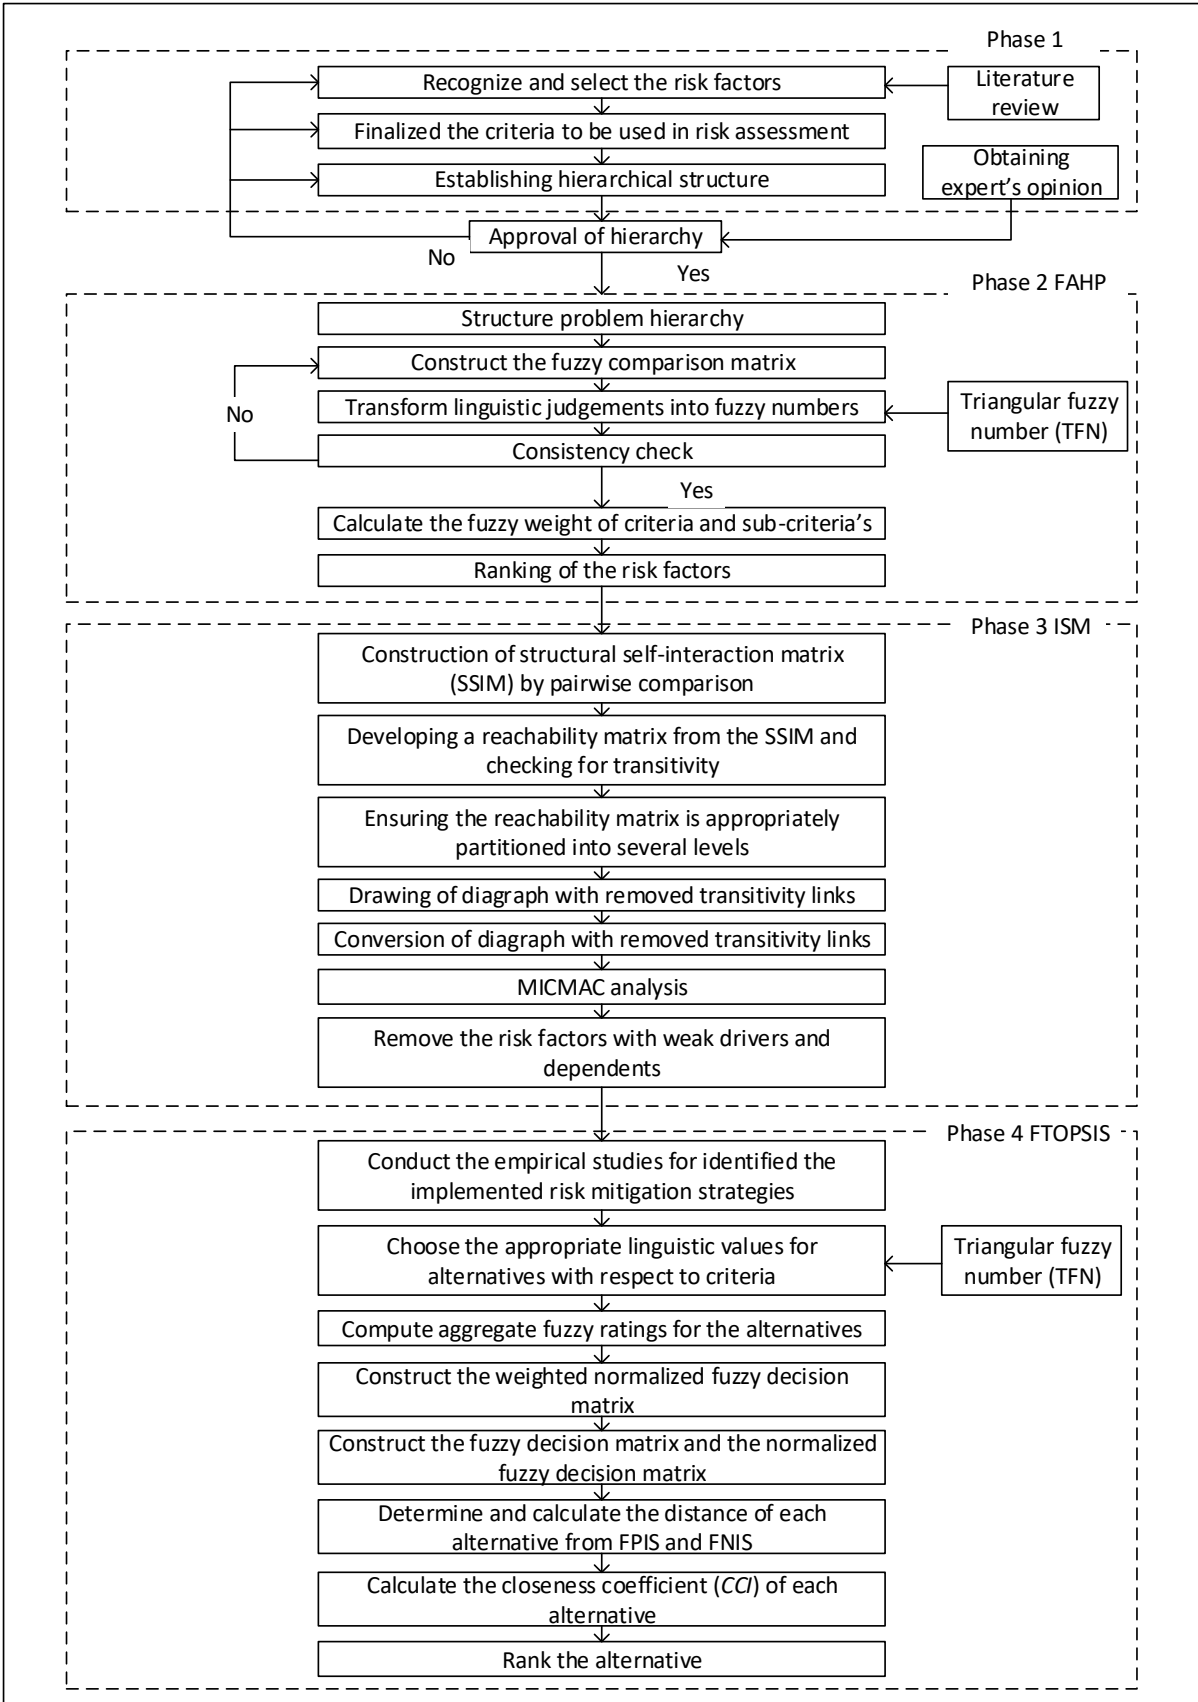 Phase 1
Recognize and select the risk factors
Literature
review
Finalized the criteria to be used in risk assessment
Obtaining
expert's opinion
Establishing hierarchical structure
Approval of hierarchy
No
Yes
Phase 2 FAHP
Structure problem hierarchy
Construct the fuzzy comparison matrix
No
Transform linguistic judgements into fuzzy numbers
Triangular fuzzy
number (TFN)
Consistency check
Yes
Calculate the fuzzy weight of criteria and sub-criteria's
Ranking of the risk factors
Phase 3 ISM
Construction of structural self-interaction matrix
(SSIM) by pairwise comparison
Developing a reachability matrix from the SSIM and
checking for transitivity
Ensuring the reachability matrix is appropriately
partitioned into several levels
Drawing of diagraph with removed transitivity links
Conversion of diagraph with removed transitivity links
MICMAC analysis
Remove the risk factors with weak drivers and
dependents
Phase 4 FTOPSIS
Conduct the empirical studies for identified the
implemented risk mitigation strategies
Choose the appropriate linguistic values for
alternatives with respect to criteria
Triangular fuzzy
number (TFN)
Compute aggregate fuzzy ratings for the alternatives
Construct the weighted normalized fuzzy decision
matrix
Construct the fuzzy decision matrix and the normalized
fuzzy decision matrix
Determine and calculate the distance of each
alternative from FPIS and FNIS
Calculate the closeness coefficient (CCI) of each
alternative
Rank the alternative